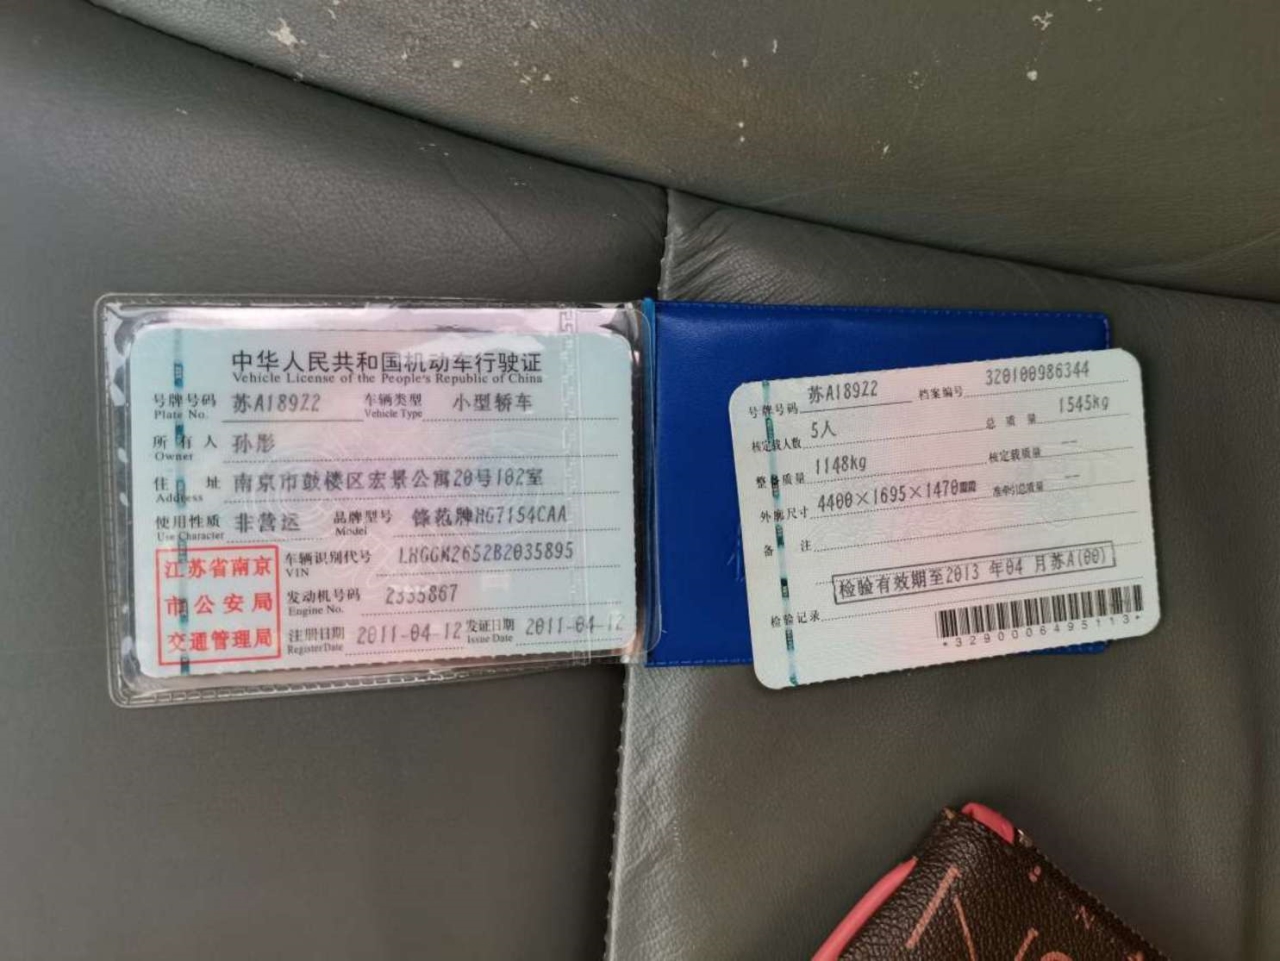 中华人民共和国机动车行驶证
Vehicle License of the People's Republic of China
号牌号码 苏A189Z2 车辆类型 小型轿车
Plate No. Vehicle Type
所有人 孙彤
Owner
住址 南京市鼓楼区宏景公寓20号102室
Address
使用性质 非营运 品牌型号 锋范牌HG7154CAA
Use Character Model
江苏省南京
市公安局
交通管理局
车辆识别代号 LHGGM2652B2035895
VIN
发动机号码 2335867
Engine No.
注册日期 2011-04-12 发证日期 2011-04-12
Register Date Issue Date
号牌号码 苏A189Z2 档案编号 320100986344
核定载人数 5人 总质量 1545kg
整备质量 1148kg 核定载质量 --
外廓尺寸 4400×1695×1470 准牵引总质量 --
备注
检验有效期至2013 年04 月苏A(00)
检验记录
*3290006495113*